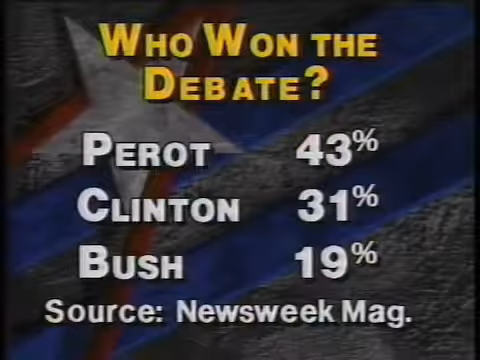 Who Won the
Debate?
Perot 43%
Clinton 31%
Bush 19%
Source: Newsweek Mag.